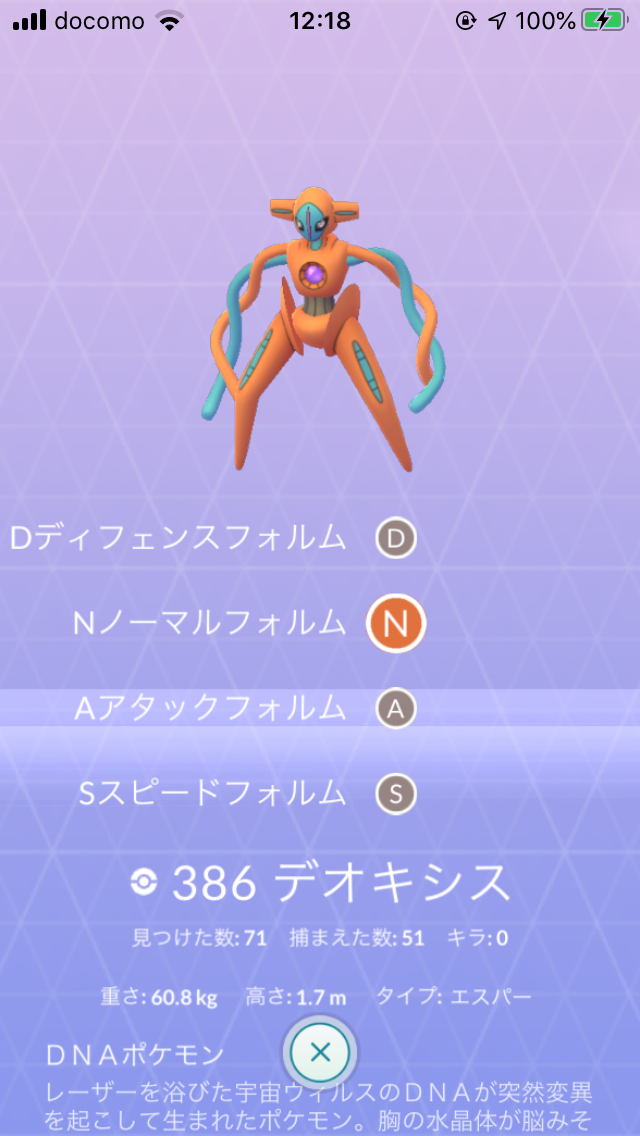 docomo 12:18 100%
Dディフェンスフォルム D
Nノーマルフォルム N
Aアタックフォルム A
Sスピードフォルム S
386 デオキシス
見つけた数: 71 捕まえた数: 51 キラ: 0
重さ: 60.8 kg 高さ: 1.7 m タイプ: エスパー
ＤＮＡポケモン
レーザーを浴びた宇宙ウィルスのＤＮＡが突然変異
を起こして生まれたポケモン。胸の水晶体が脳みそ